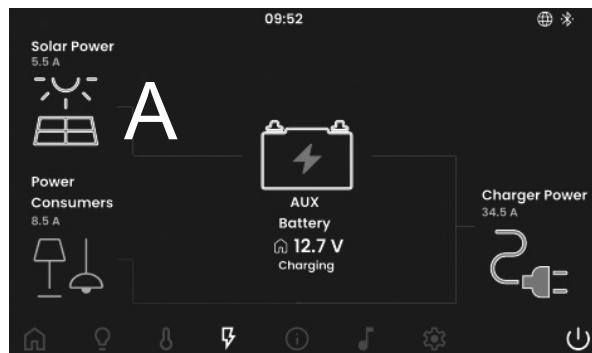 09:52
Solar Power
5.5 A
A
Power
Consumers
8.5 A
AUX
Battery
12.7 V
Charging
Charger Power
34.5 A